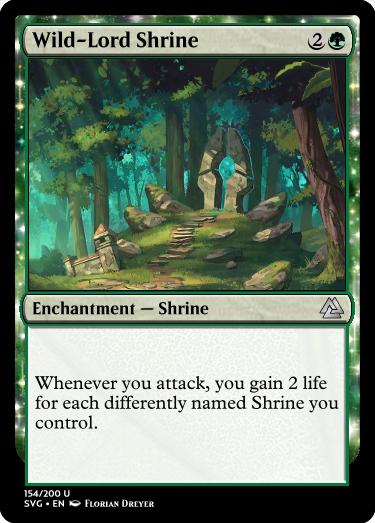 Wild-Lord Shrine 2
Enchantment — Shrine
Whenever you attack, you gain 2 life
for each differently named Shrine you
control.
154/200 U
SVG • EN Florian Dreyer